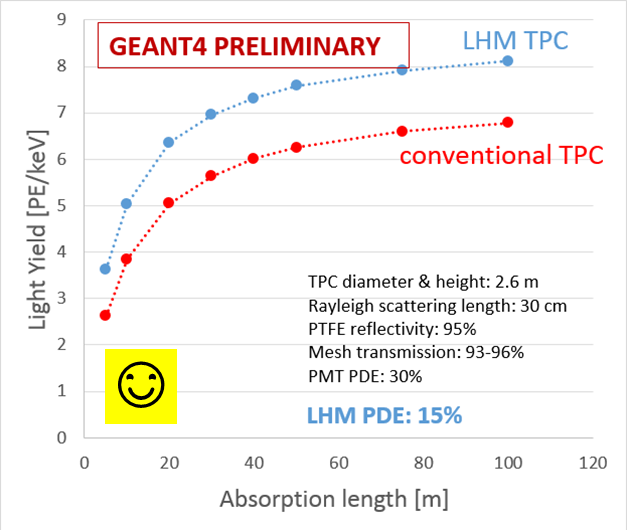 GEANT4 PRELIMINARY
LHM TPC
conventional TPC
Light Yield [PE/keV]
9
8
7
6
5
4
3
2
1
0
TPC diameter & height: 2.6 m
Rayleigh scattering length: 30 cm
PTFE reflectivity: 95%
Mesh transmission: 93-96%
PMT PDE: 30%
LHM PDE: 15%
0 20 40 60 80 100 120
Absorption length [m]